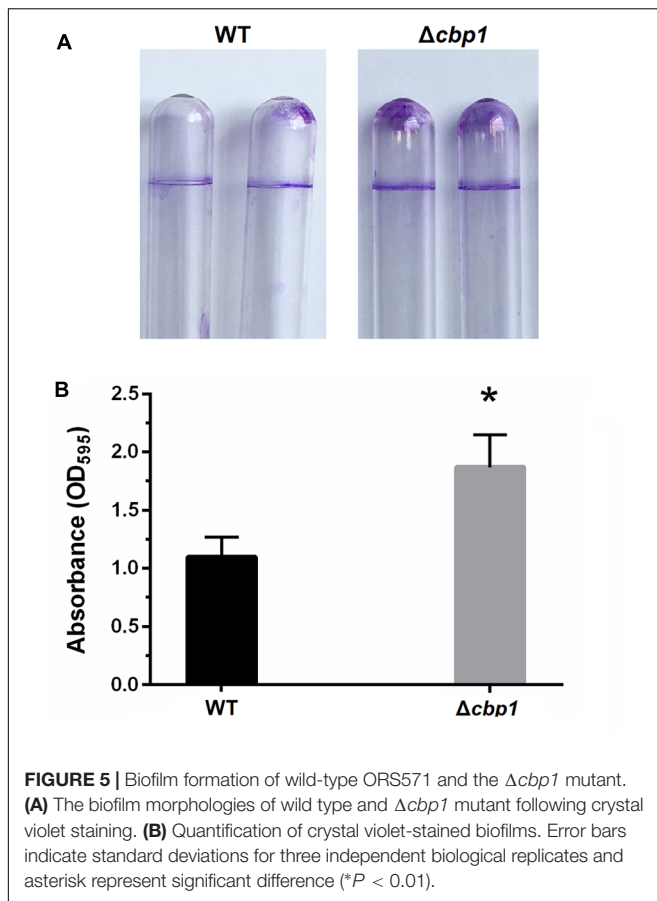 A
WT
Δcbp1
B
2.5
2.0
1.5
1.0
0.5
0.0
Absorbance (OD595)
*
WT
Δcbp1
FIGURE 5 | Biofilm formation of wild-type ORS571 and the Δcbp1 mutant.
(A) The biofilm morphologies of wild type and Δcbp1 mutant following crystal
violet staining. (B) Quantification of crystal violet-stained biofilms. Error bars
indicate standard deviations for three independent biological replicates and
asterisk represent significant difference (*P < 0.01).